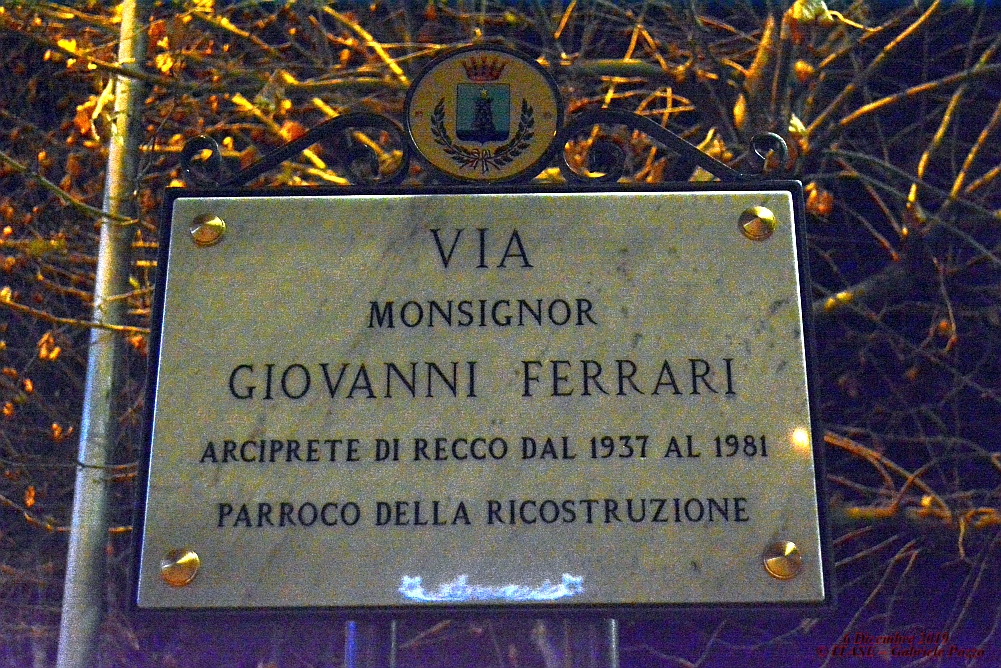 VIA
MONSIGNOR
GIOVANNI FERRARI
ARCIPRETE DI RECCO DAL 1937 AL 1981
PARROCO DELLA RICOSTRUZIONE